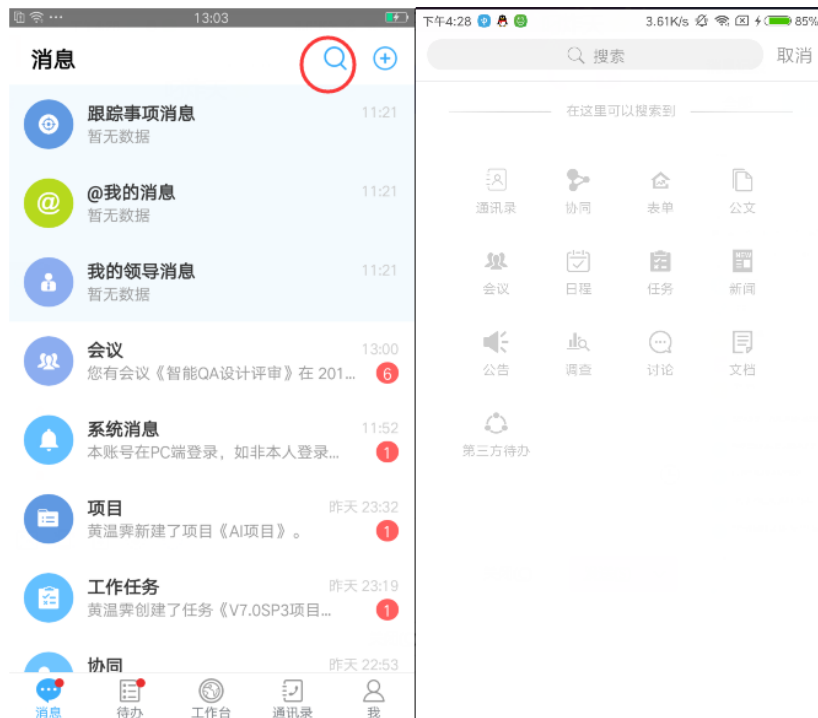 13:03
消息
跟踪事项消息
11:21
暂无数据
@我的消息
11:21
暂无数据
我的领导消息
11:21
暂无数据
会议
13:00
您有会议《智能QA设计评审》在 201...
6
系统消息
11:52
本账号在PC端登录，如非本人登录...
1
项目
昨天 23:32
黄温霁新建了项目《AI项目》。
1
工作任务
昨天 23:19
黄温霁创建了任务《V7.0SP3项目...
1
协同
昨天 22:53
消息
待办
工作台
通讯录
我
下午4:28
3.61K/s
85%
搜索
取消
在这里可以搜索到
通讯录
协同
表单
公文
会议
日程
任务
新闻
公告
调查
讨论
文档
第三方待办